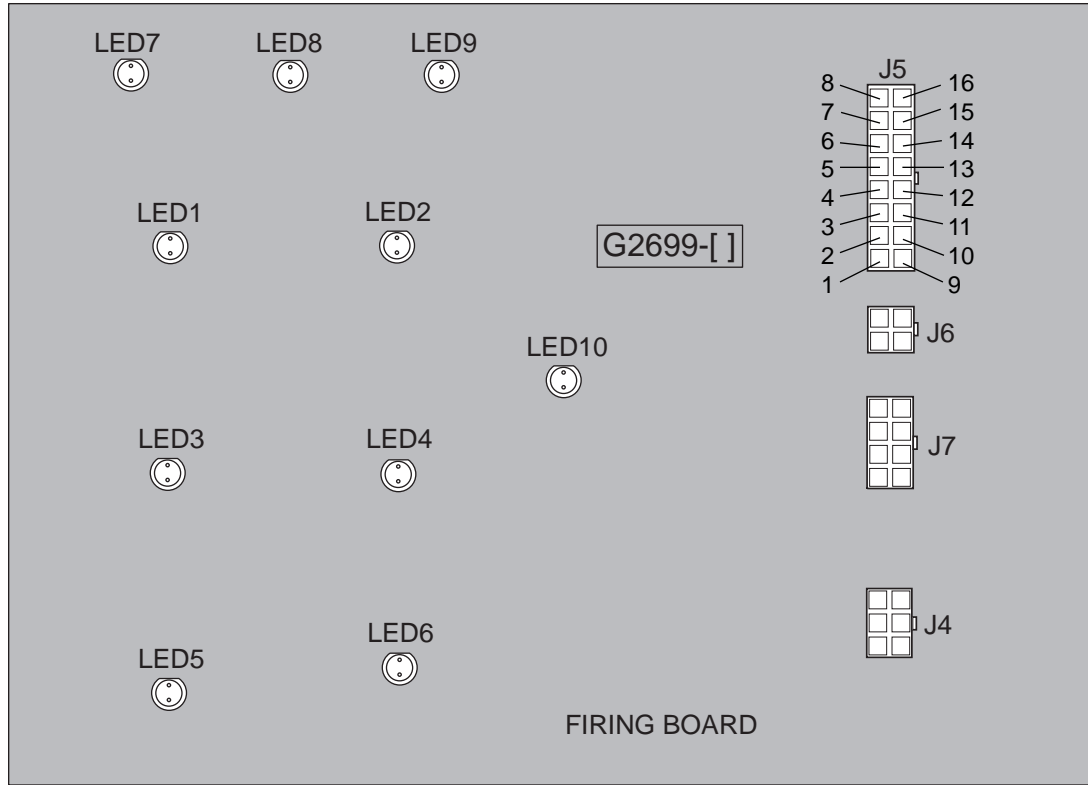 LED7 LED8 LED9
J5
8 16
7 15
6 14
5 13
4 12
3 11
2 10
1 9
LED1 LED2
G2699-[ ]
J6
LED10
LED3 LED4
J7
J4
LED5 LED6
FIRING BOARD